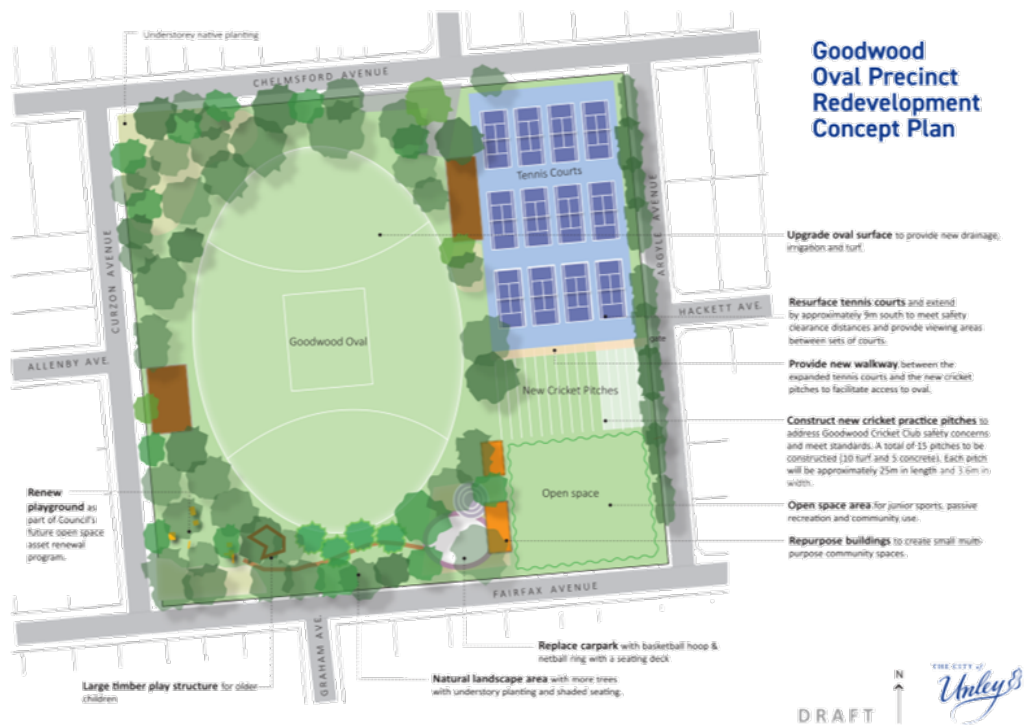 Understorey native planting
Goodwood
Oval Precinct
Redevelopment
Concept Plan
CHELMSFORD AVENUE
Tennis Courts
ARGYLE AVENUE
CURZON AVENUE
Upgrade oval surface to provide new drainage,
irrigation and turf.
Resurface tennis courts and extend
by approximately 9m south to meet safety
clearance distances and provide viewing areas
between sets of courts.
HACKETT AVE.
gate
Goodwood Oval
ALLENBY AVE.
Provide new walkway between the
expanded tennis courts and the new cricket
pitches to facilitate access to oval.
New Cricket Pitches
Construct new cricket practice pitches to
address Goodwood Cricket Club safety concerns
and meet standards. A total of 15 pitches to be
constructed (10 turf and 5 concrete). Each pitch
will be approximately 25m in length and 3.6m in
width.
Open space
Renew
playground as
part of Council's
future open space
asset renewal
program.
Open space area for junior sports, passive
recreation and community use.
Repurpose buildings to create small multi-
purpose community spaces.
FAIRFAX AVENUE
GRAHAM AVE.
Replace carpark with basketball hoop &
netball ring with a seating deck
Large timber play structure for older
children
Natural landscape area with more trees
with understory planting and shaded seating.
N
DRAFT
THE CITY of
Unley